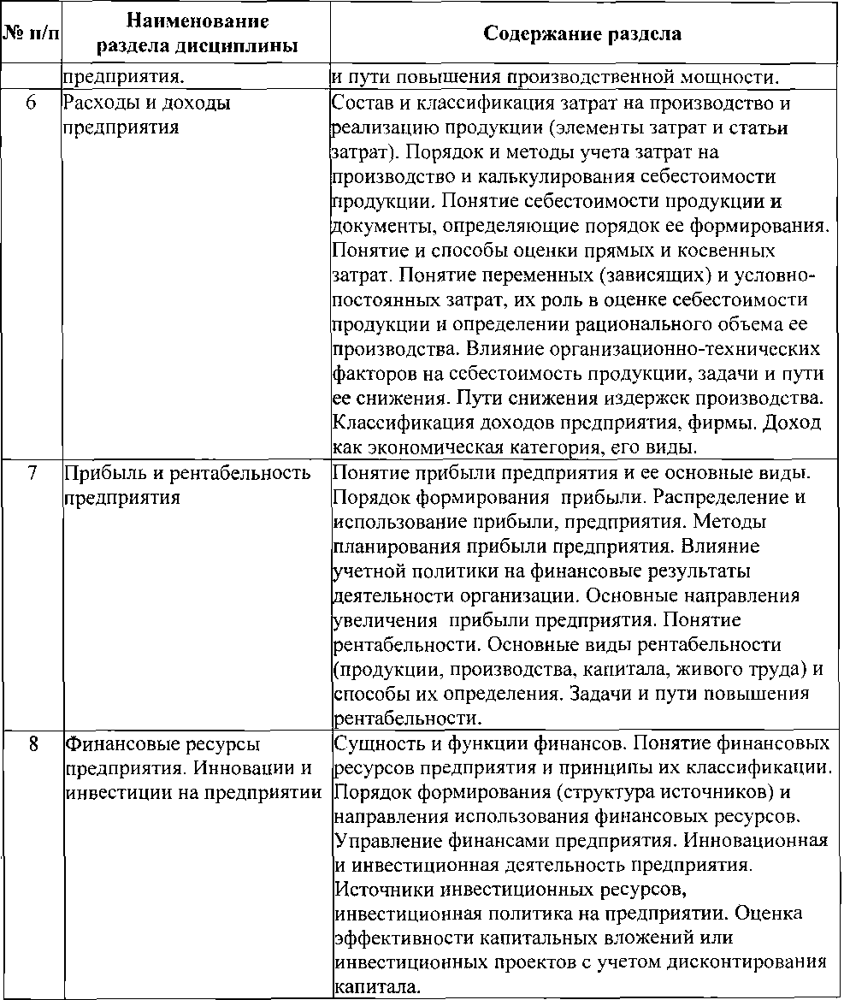 № п/п
Наименование
раздела дисциплины
Содержание раздела
предприятия.
и пути повышения производственной мощности.
6
Расходы и доходы
предприятия
Состав и классификация затрат на производство и
реализацию продукции (элементы затрат и статьи
затрат). Порядок и методы учета затрат на
производство и калькулирования себестоимости
продукции. Понятие себестоимости продукции и
документы, определяющие порядок ее формирования.
Понятие и способы оценки прямых и косвенных
затрат. Понятие переменных (зависящих) и условно-
постоянных затрат, их роль в оценке себестоимости
продукции и определении рационального объема ее
производства. Влияние организационно-технических
факторов на себестоимость продукции, задачи и пути
ее снижения. Пути снижения издержек производства.
Классификация доходов предприятия, фирмы. Доход
как экономическая категория, его виды.
7
Прибыль и рентабельность
предприятия
Понятие прибыли предприятия и ее основные виды.
Порядок формирования прибыли. Распределение и
использование прибыли, предприятия. Методы
планирования прибыли предприятия. Влияние
учетной политики на финансовые результаты
деятельности организации. Основные направления
увеличения прибыли предприятия. Понятие
рентабельности. Основные виды рентабельности
(продукции, производства, капитала, живого труда) и
способы их определения. Задачи и пути повышения
рентабельности.
8
Финансовые ресурсы
предприятия. Инновации и
инвестиции на предприятии
Сущность и функции финансов. Понятие финансовых
ресурсов предприятия и принципы их классификации.
Порядок формирования (структура источников) и
направления использования финансовых ресурсов.
Управление финансами предприятия. Инновационная
и инвестиционная деятельность предприятия.
Источники инвестиционных ресурсов,
инвестиционная политика на предприятии. Оценка
эффективности капитальных вложений или
инвестиционных проектов с учетом дисконтирования
капитала.